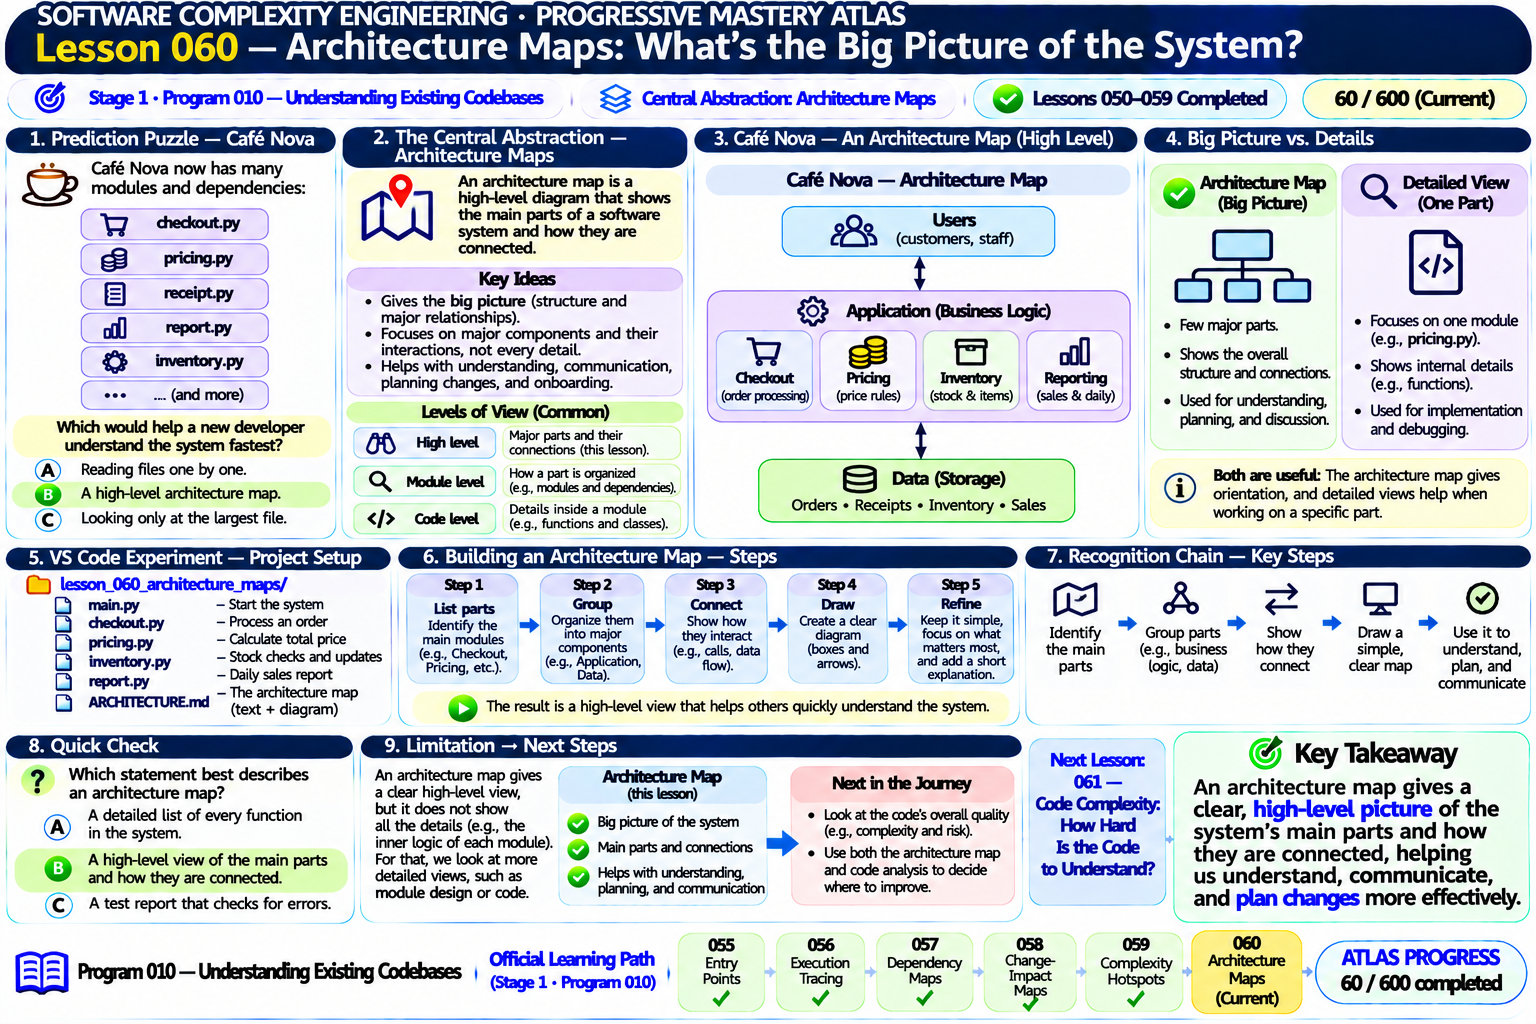 SOFTWARE COMPLEXITY ENGINEERING · PROGRESSIVE MASTERY ATLAS
Lesson 060 — Architecture Maps: What's the Big Picture of the System?
Stage 1 · Program 010 — Understanding Existing Codebases
Central Abstraction: Architecture Maps
Lessons 050–059 Completed
60 / 600 (Current)
1. Prediction Puzzle — Café Nova
Café Nova now has many
modules and dependencies:
checkout.py
pricing.py
receipt.py
report.py
inventory.py
... .... (and more)
Which would help a new developer
understand the system fastest?
A Reading files one by one.
B A high-level architecture map.
C Looking only at the largest file.
2. The Central Abstraction —
Architecture Maps
An architecture map is a
high-level diagram that shows
the main parts of a software
system and how they are
connected.
Key Ideas
• Gives the big picture (structure and
major relationships).
• Focuses on major components and their
interactions, not every detail.
• Helps with understanding, communication,
planning changes, and onboarding.
Levels of View (Common)
High level
Major parts and their
connections (this lesson).
Module level
How a part is organized
(e.g., modules and dependencies).
</> Code level
Details inside a module
(e.g., functions and classes).
3. Café Nova — An Architecture Map (High Level)
Café Nova — Architecture Map
Users
(customers, staff)
Application (Business Logic)
Checkout
(order processing)
Pricing
(price rules)
Inventory
(stock & items)
Reporting
(sales & daily)
Data (Storage)
Orders • Receipts • Inventory • Sales
4. Big Picture vs. Details
Architecture Map
(Big Picture)
• Few major parts.
• Shows the overall
structure and connections.
• Used for understanding,
planning, and discussion.
Detailed View
(One Part)
</>
• Focuses on one module
(e.g., pricing.py).
• Shows internal details
(e.g., functions).
• Used for implementation
and debugging.
i
Both are useful: The architecture map gives
orientation, and detailed views help when
working on a specific part.
5. VS Code Experiment — Project Setup
lesson_060_architecture_maps/
main.py – Start the system
checkout.py – Process an order
pricing.py – Calculate total price
inventory.py – Stock checks and updates
report.py – Daily sales report
ARCHITECTURE.md – The architecture map
(text + diagram)
6. Building an Architecture Map — Steps
Step 1
List parts
Identify the
main modules
(e.g., Checkout,
Pricing, etc.).
Step 2
Group
Organize them
into major
components
(e.g., Application,
Data).
Step 3
Connect
Show how
they interact
(e.g., calls, data
flow).
Step 4
Draw
Create a clear
diagram
(boxes and
arrows).
Step 5
Refine
Keep it simple,
focus on what
matters most,
and add a short
explanation.
The result is a high-level view that helps others quickly understand the system.
7. Recognition Chain — Key Steps
Identify
the main
parts
Group parts
(e.g., business
(logic, data)
Show
how they
connect
Draw a
simple,
clear map
Use it to
understand,
plan, and
communicate
8. Quick Check
?
Which statement best describes
an architecture map?
A A detailed list of every function
in the system.
B A high-level view of the main parts
and how they are connected.
C A test report that checks for errors.
9. Limitation → Next Steps
An architecture map gives
a clear high-level view,
but it does not show
all the details (e.g., the
inner logic of each module).
For that, we look at more
detailed views, such as
module design or code.
Architecture Map
(this lesson)
Big picture of the system
Main parts and connections
Helps with understanding,
planning, and communication
Next in the Journey
• Look at the code's overall quality
(e.g., complexity and risk).
• Use both the architecture map
and code analysis to decide
where to improve.
Next Lesson:
061 —
Code Complexity:
How Hard
Is the Code
to Understand?
Key Takeaway
An architecture map gives a
clear, high-level picture of the
system's main parts and how
they are connected, helping
us understand, communicate,
and plan changes more effectively.
Program 010 — Understanding Existing Codebases
Official Learning Path
(Stage 1 · Program 010)
055
Entry
Points
056
Execution
Tracing
057
Dependency
Maps
058
Change-
Impact
Maps
059
Complexity
Hotspots
060
Architecture
Maps
(Current)
ATLAS PROGRESS
60 / 600 completed